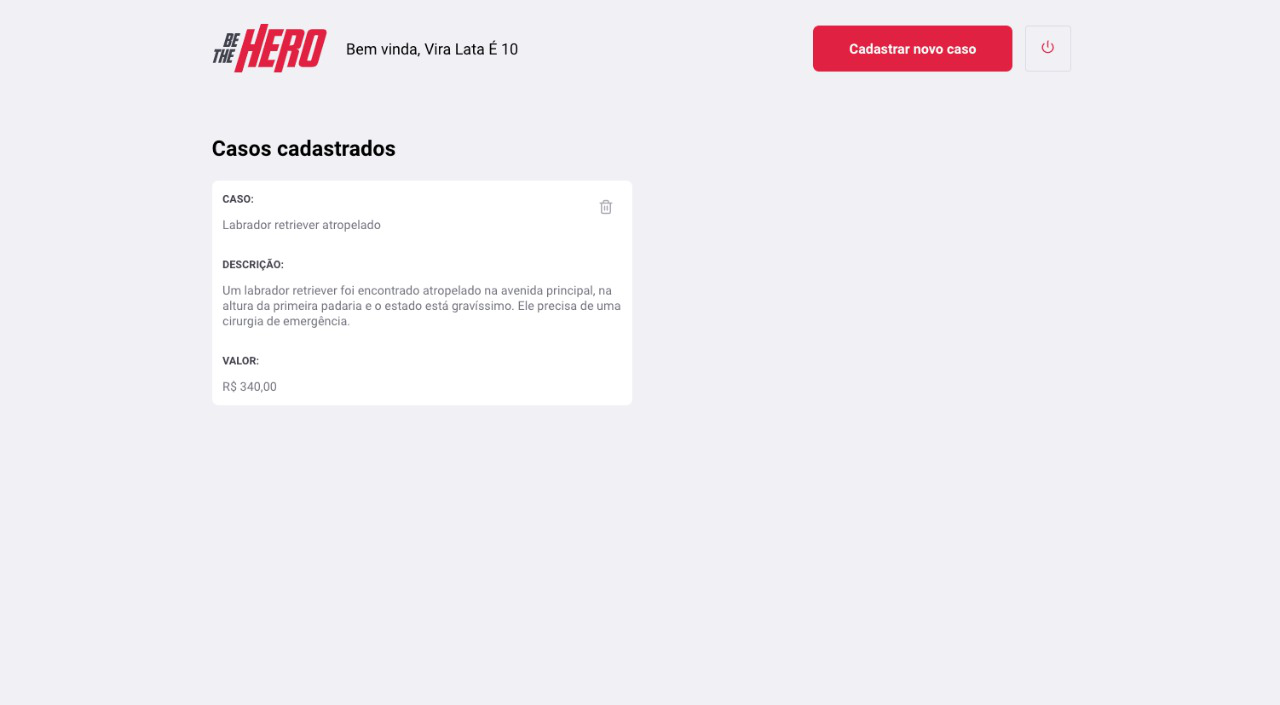 BE THE HERO
Bem vinda, Vira Lata É 10
Cadastrar novo caso
Casos cadastrados
CASO:
Labrador retriever atropelado
DESCRIÇÃO:
Um labrador retriever foi encontrado atropelado na avenida principal, na
altura da primeira padaria e o estado está gravíssimo. Ele precisa de uma
cirurgia de emergência.
VALOR:
R$ 340,00